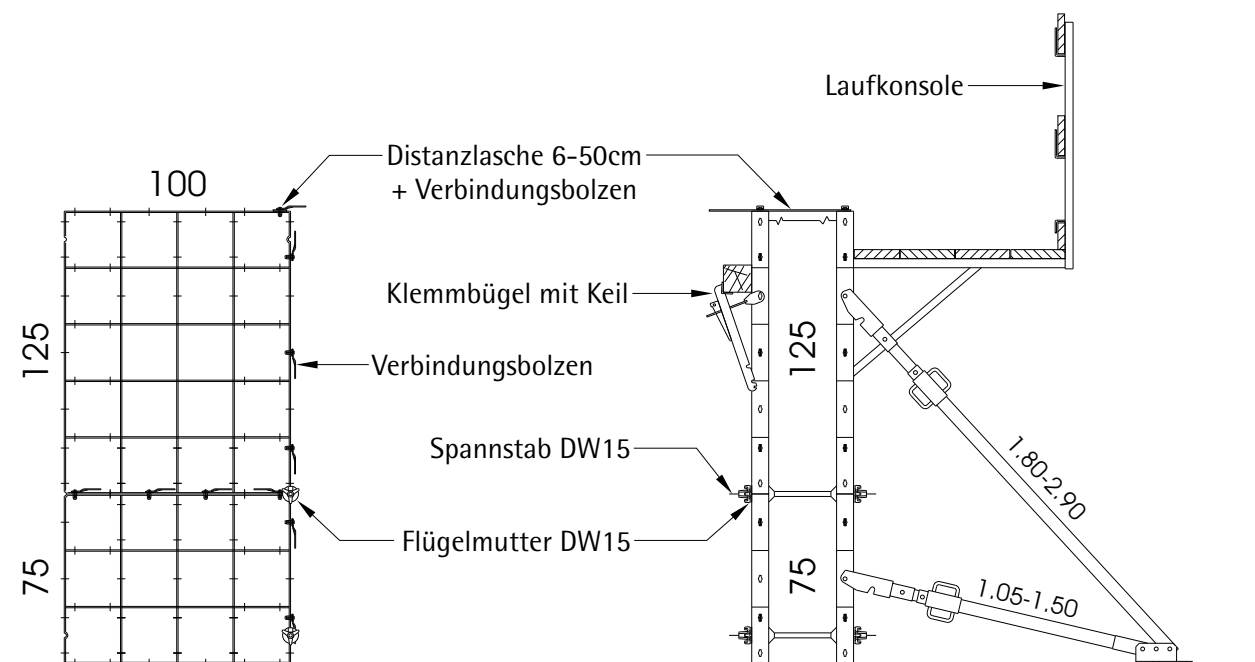 Laufkonsole
Distanzlasche 6-50cm
+ Verbindungsbolzen
100
Klemmbügel mit Keil
125
125
Verbindungsbolzen
Spannstab DW15
1.80-2.90
Flügelmutter DW15
75
75
1.05-1.50